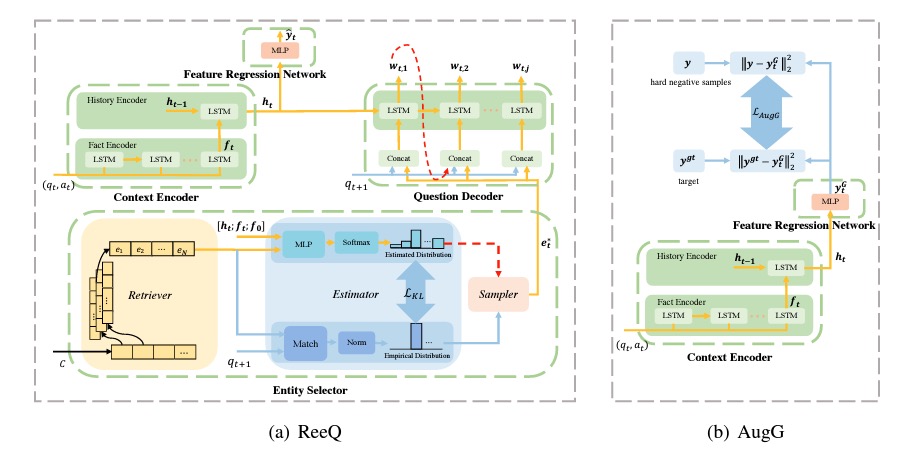 ŷ_t
MLP
Feature Regression Network
h_t
History Encoder
h_{t-1}
LSTM
f_t
Fact Encoder
LSTM LSTM LSTM
(q_t, a_t)
Context Encoder
w_{t,1} w_{t,2} w_{t,j}
LSTM LSTM LSTM
Concat Concat Concat
q_{t+1}
Question Decoder
[h_t; f_t; f_0]
e_1 e_2 ... e_N
Retriever
C
...
MLP
Softmax
...
Estimated Distribution
Estimator
ℒ_{KL}
Match
Norm
...
Empirical Distribution
q_{t+1}
Sampler
e_t^*
Entity Selector
(a) ReeQ
y
hard negative samples
‖y − y_t^G‖_2^2
ℒ_{AugG}
y^{gt}
target
‖y^{gt} − y_t^G‖_2^2
y_t^G
MLP
Feature Regression Network
h_t
History Encoder
h_{t-1}
LSTM
f_t
Fact Encoder
LSTM LSTM LSTM
(q_t, a_t)
Context Encoder
(b) AugG